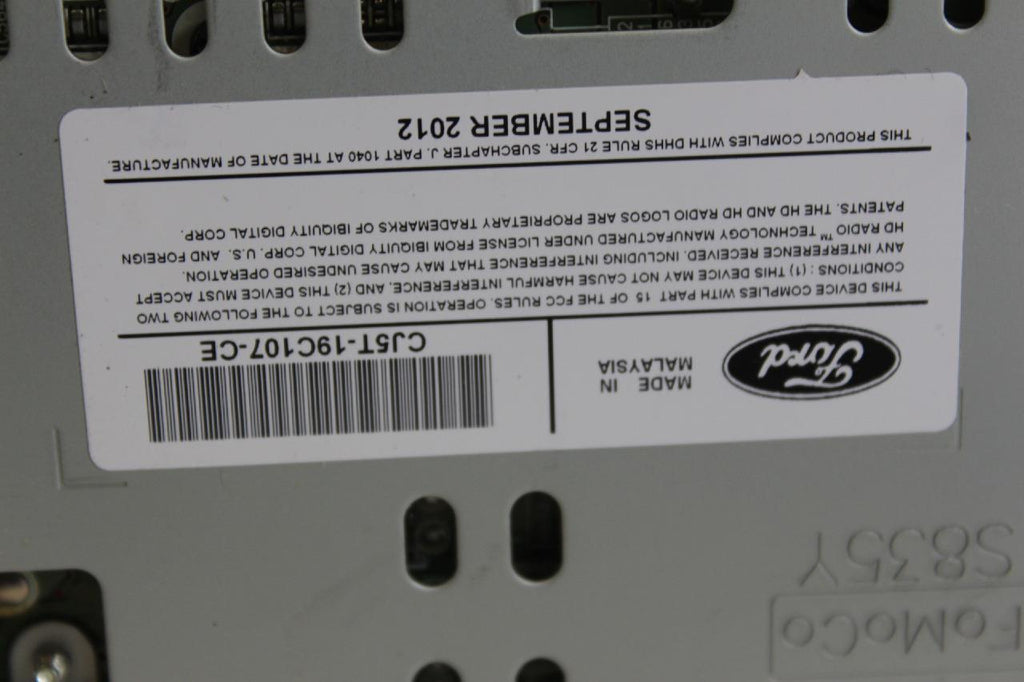 FoMoCo
S835Y
Ford
MADE IN
MALAYSIA
CJ5T-19C107-CE
THIS DEVICE COMPLIES WITH PART 15 OF THE FCC RULES. OPERATION IS SUBJECT TO THE FOLLOWING TWO
CONDITIONS : (1) THIS DEVICE MAY NOT CAUSE HARMFUL INTERFERENCE, AND (2) THIS DEVICE MUST ACCEPT
ANY INTERFERENCE RECEIVED, INCLUDING INTERFERENCE THAT MAY CAUSE UNDESIRED OPERATION.
HD RADIO ™ TECHNOLOGY MANUFACTURED UNDER LICENSE FROM IBIQUITY DIGITAL CORP. U.S. AND FOREIGN
PATENTS. THE HD AND HD RADIO LOGOS ARE PROPRIETARY TRADEMARKS OF IBIQUITY DIGITAL CORP.
THIS PRODUCT COMPLIES WITH DHHS RULE 21 CFR. SUBCHAPTER J. PART 1040 AT THE DATE OF MANUFACTURE.
SEPTEMBER 2012